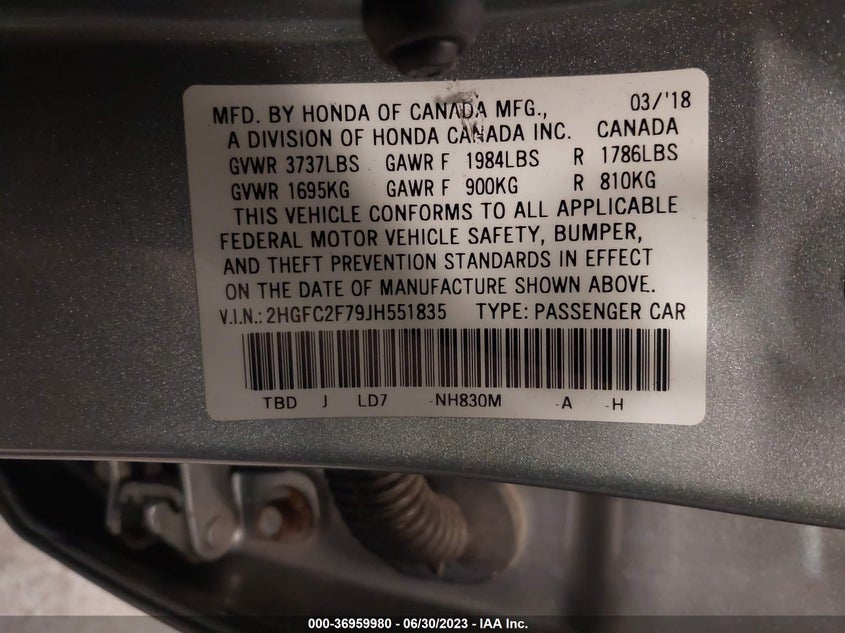 MFD. BY HONDA OF CANADA MFG., 03/'18
A DIVISION OF HONDA CANADA INC. CANADA
GVWR 3737LBS GAWR F 1984LBS R 1786LBS
GVWR 1695KG GAWR F 900KG R 810KG
THIS VEHICLE CONFORMS TO ALL APPLICABLE
FEDERAL MOTOR VEHICLE SAFETY, BUMPER,
AND THEFT PREVENTION STANDARDS IN EFFECT
ON THE DATE OF MANUFACTURE SHOWN ABOVE.
V.I.N.: 2HGFC2F79JH551835 TYPE: PASSENGER CAR
TBD J LD7 -NH830M -A -H
000-36959980 - 06/30/2023 - IAA Inc.